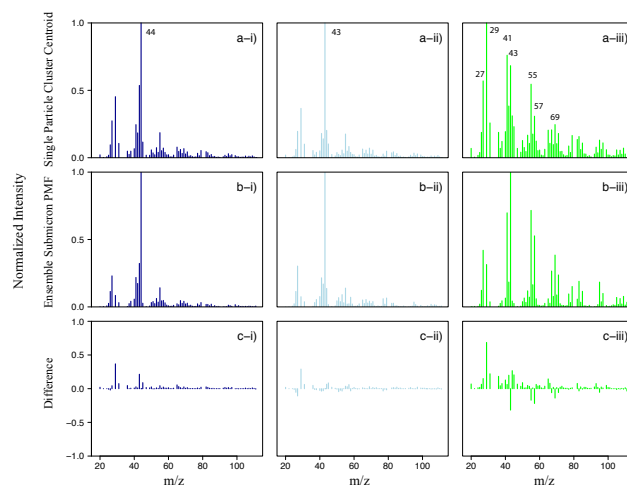 Normalized Intensity
Single Particle Cluster Centroid
1.0
0.5
0.0
44
a-i)
43
a-ii)
29
41
43
27
55
57
69
a-iii)
Ensemble Submicron PMF
1.0
0.5
0.0
b-i)
b-ii)
b-iii)
Difference
1.0
0.5
0.0
−0.5
−1.0
c-i)
c-ii)
c-iii)
20 40 60 80 100
20 40 60 80 100
20 40 60 80 100
m/z
m/z
m/z